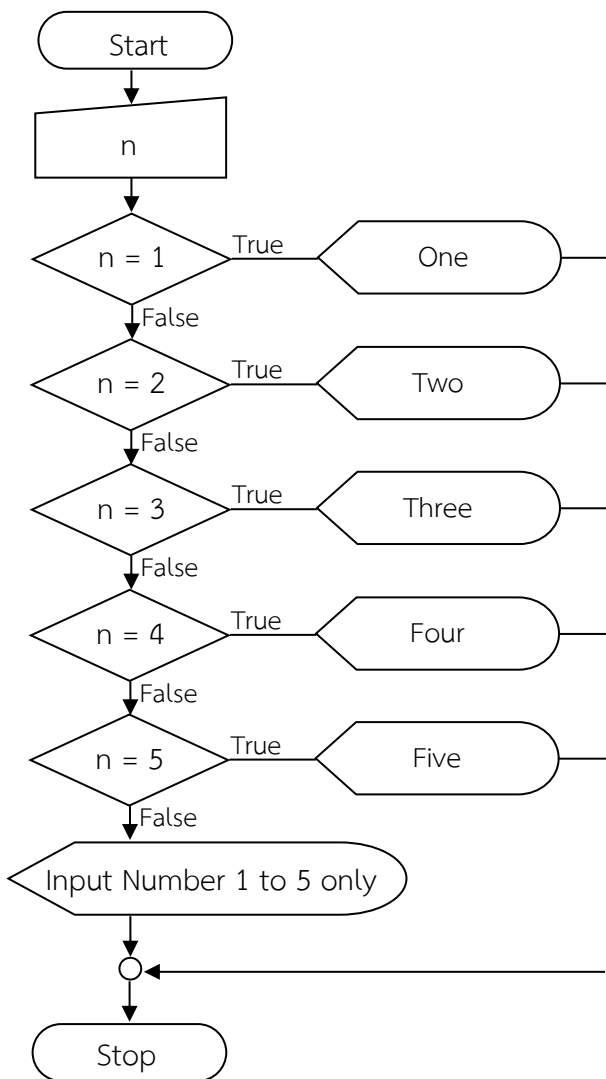 Start
n
n = 1
True
One
False
n = 2
True
Two
False
n = 3
True
Three
False
n = 4
True
Four
False
n = 5
True
Five
False
Input Number 1 to 5 only
Stop